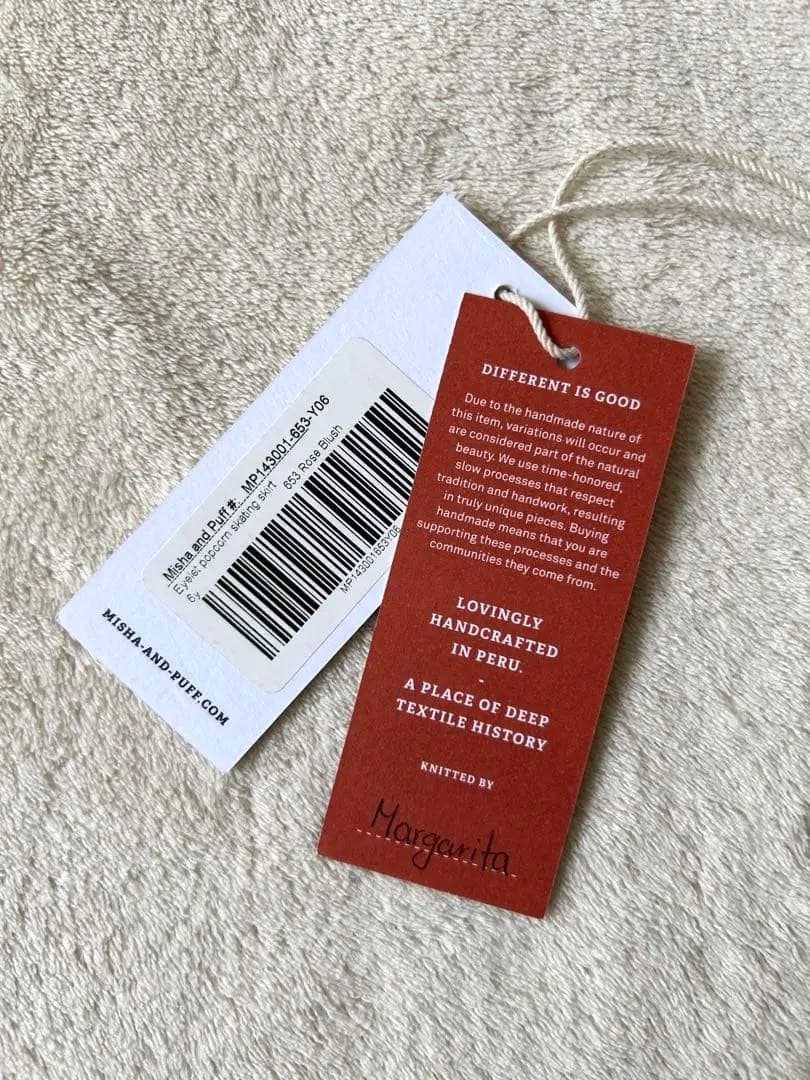 Misha and Puff #: MP143001-653-Y06
Eyelet popcorn skating skirt 653 Rose Blush
6y
MP143001653Y06
MISHA-AND-PUFF.COM
DIFFERENT IS GOOD
Due to the handmade nature of
this item, variations will occur and
are considered part of the natural
beauty. We use time-honored,
slow processes that respect
tradition and handwork, resulting
in truly unique pieces. Buying
handmade means that you are
supporting these processes and the
communities they come from.
LOVINGLY
HANDCRAFTED
IN PERU.
-
A PLACE OF DEEP
TEXTILE HISTORY
KNITTED BY
Margarita